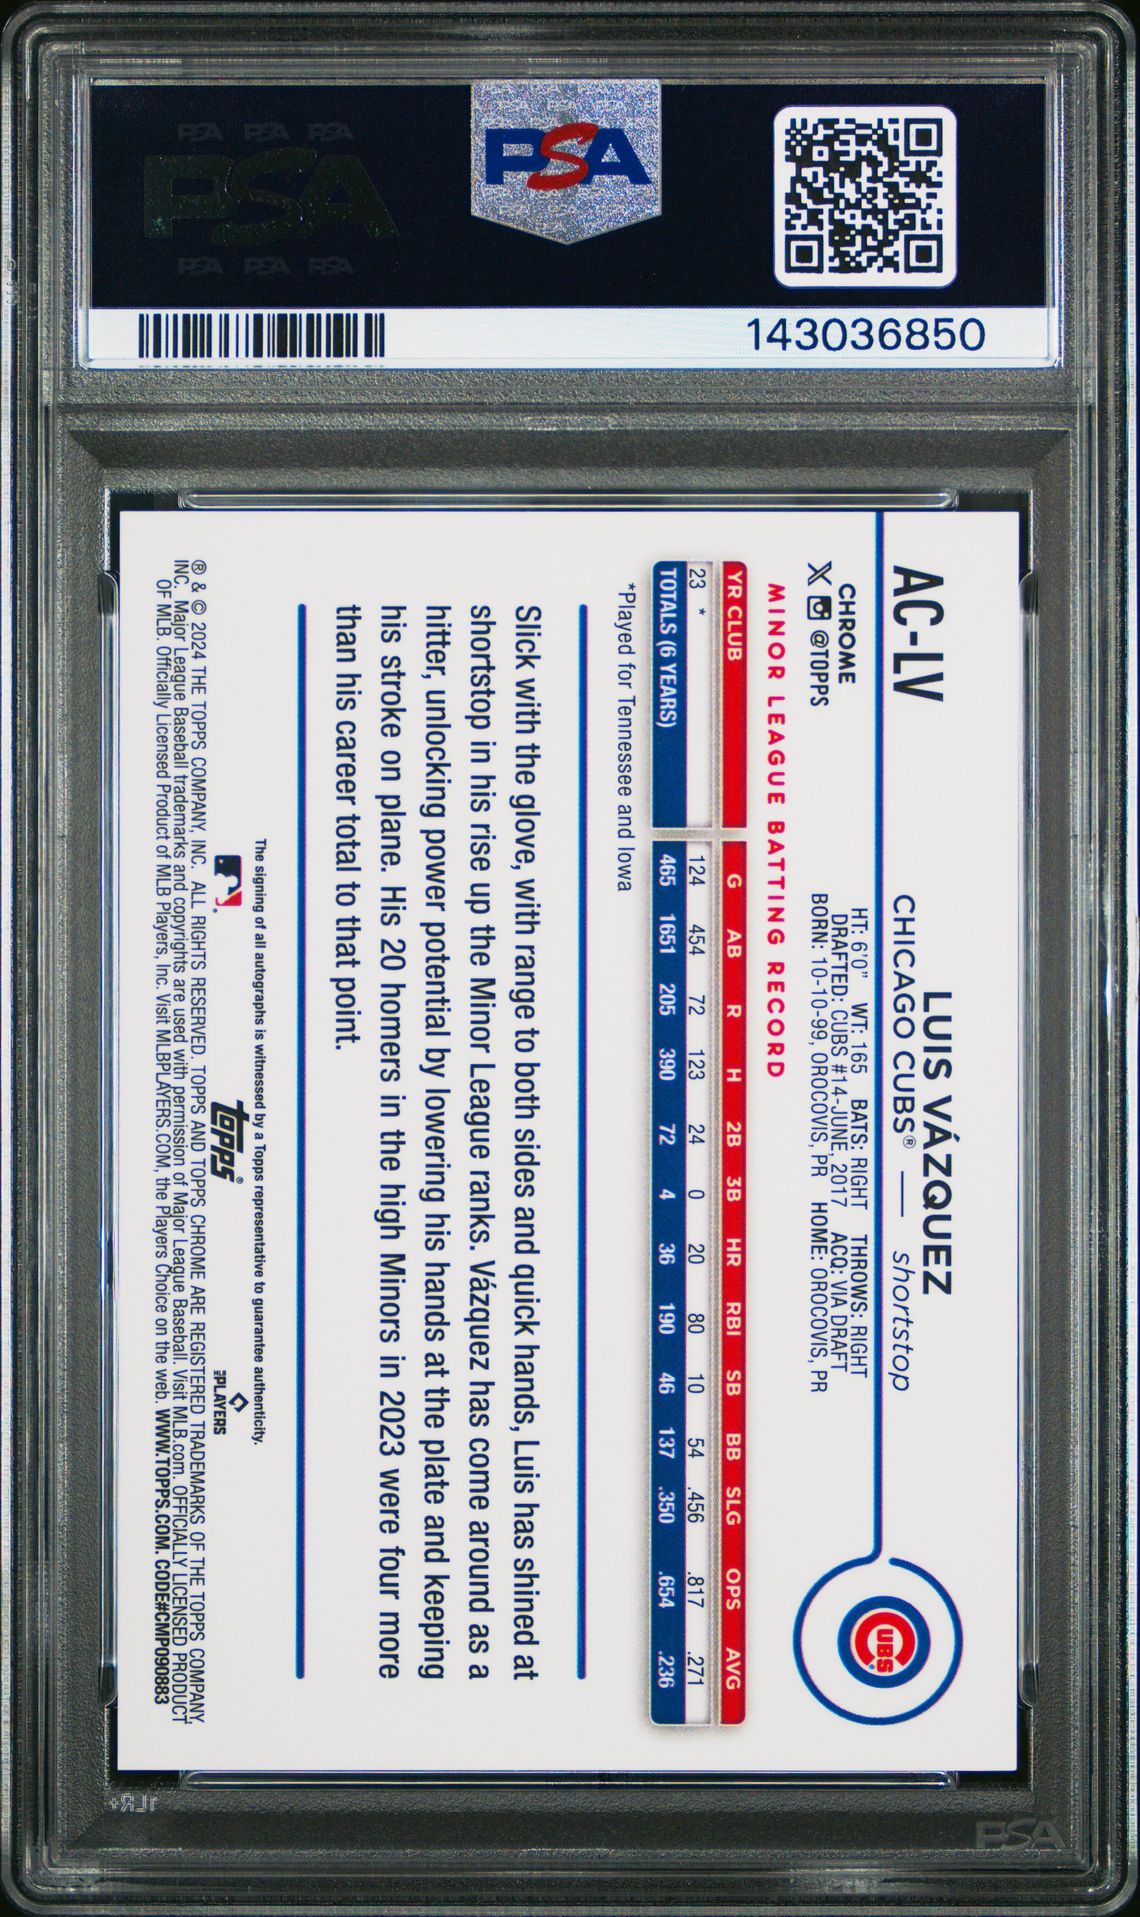 PSA PSA PSA
PSA
PSA PSA PSA
PSA
143036850
AC-LV
LUIS VÁZQUEZ
CHICAGO CUBS® — shortstop
CHROME
@TOPPS
HT: 6'0" WT: 165 BATS: RIGHT THROWS: RIGHT
DRAFTED: CUBS #14-JUNE, 2017 ACQ: VIA DRAFT
BORN: 10-10-99, OROCOVIS, PR HOME: OROCOVIS, PR
CUBS
MINOR LEAGUE BATTING RECORD
YR CLUB G AB R H 2B 3B HR RBI SB BB SLG OPS AVG
23 * 124 454 72 123 24 0 20 80 10 54 .456 .817 .271
TOTALS (6 YEARS) 465 1651 205 390 72 4 36 190 46 137 .350 .654 .236
*Played for Tennessee and Iowa
Slick with the glove, with range to both sides and quick hands, Luis has shined at
shortstop in his rise up the Minor League ranks. Vázquez has come around as a
hitter, unlocking power potential by lowering his hands at the plate and keeping
his stroke on plane. His 20 homers in the high Minors in 2023 were four more
than his career total to that point.
The signing of all autographs is witnessed by a Topps representative to guarantee authenticity.
topps®
PLAYERS
® & © 2024 THE TOPPS COMPANY, INC. ALL RIGHTS RESERVED. TOPPS AND TOPPS CHROME ARE REGISTERED TRADEMARKS OF THE TOPPS COMPANY,
INC. Major League Baseball trademarks and copyrights are used with permission of Major League Baseball. Visit MLB.com. OFFICIALLY LICENSED PRODUCT
OF MLB. Officially Licensed Product of MLB Players, Inc. Visit MLBPLAYERS.COM, the Players Choice on the web. WWW.TOPPS.COM. CODE#CMP090883
PSA